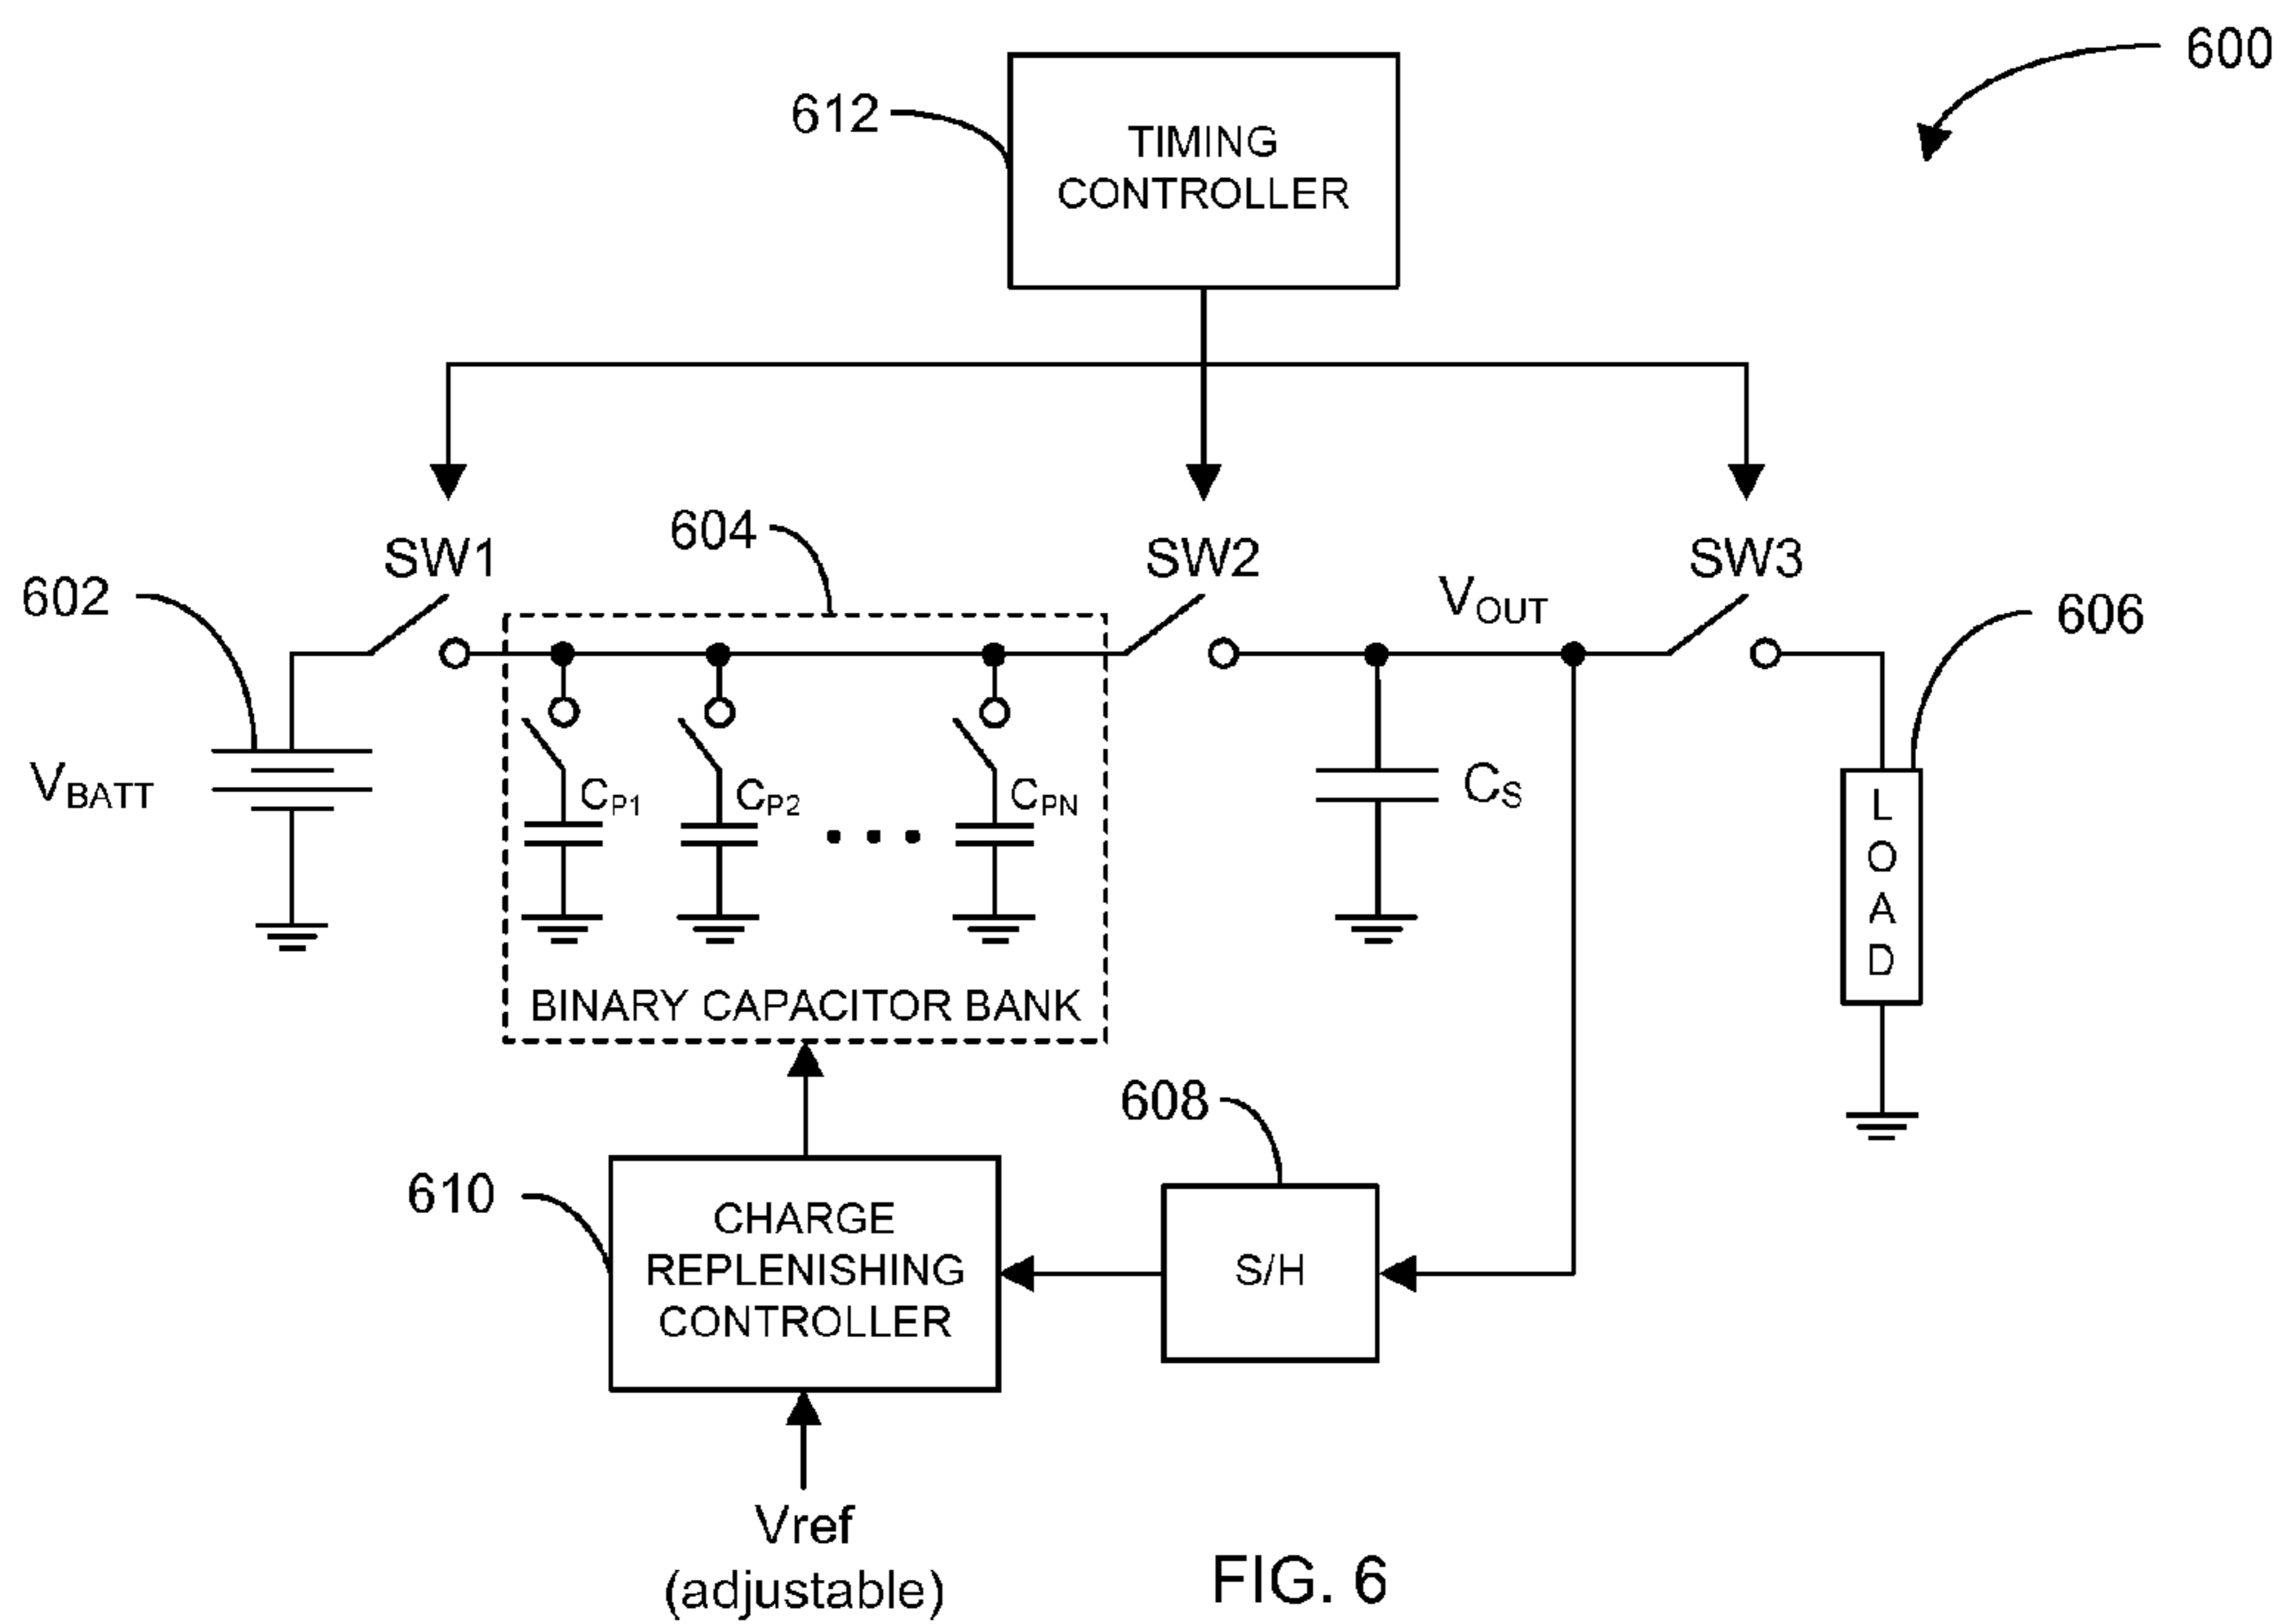 600
612
TIMING
CONTROLLER
604
SW1
SW2
SW3
602
VOUT
606
VBATT
CP1
CP2
CPN
CS
L
O
A
D
BINARY CAPACITOR BANK
608
610
CHARGE
REPLENISHING
CONTROLLER
S/H
Vref
(adjustable)
FIG. 6